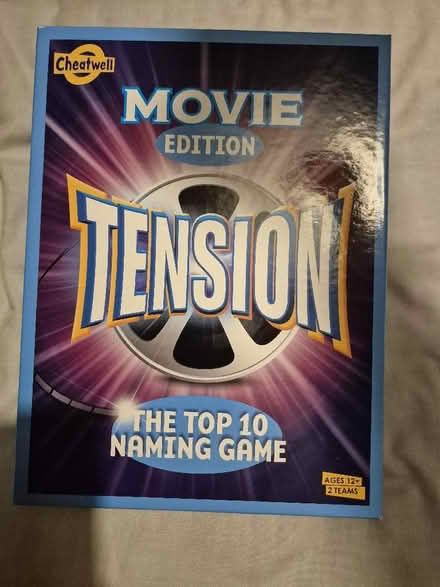 Cheatwell
MOVIE
EDITION
TENSION
THE TOP 10
NAMING GAME
AGES 12+
2 TEAMS